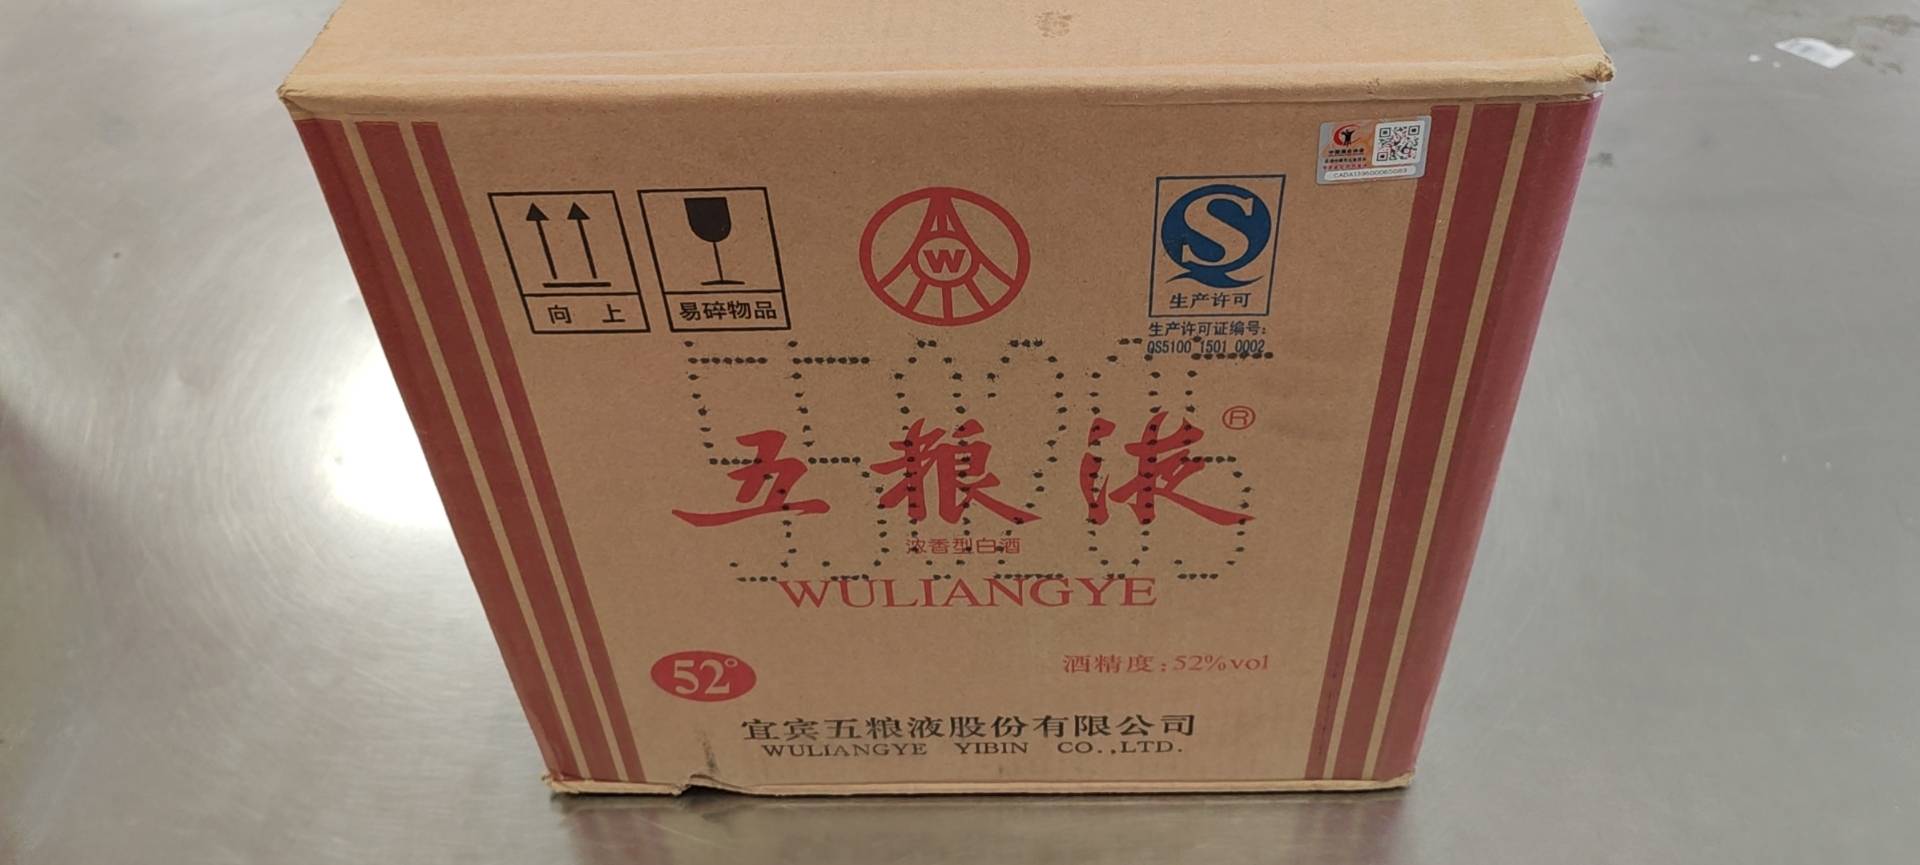 向 上
易碎物品
W
生产许可
生产许可证编号:
QS5100 1501 0002
五粮液®
浓香型白酒
WULIANGYE
52°
酒精度:52%vol
宜宾五粮液股份有限公司
WULIANGYE YIBIN CO.,LTD.